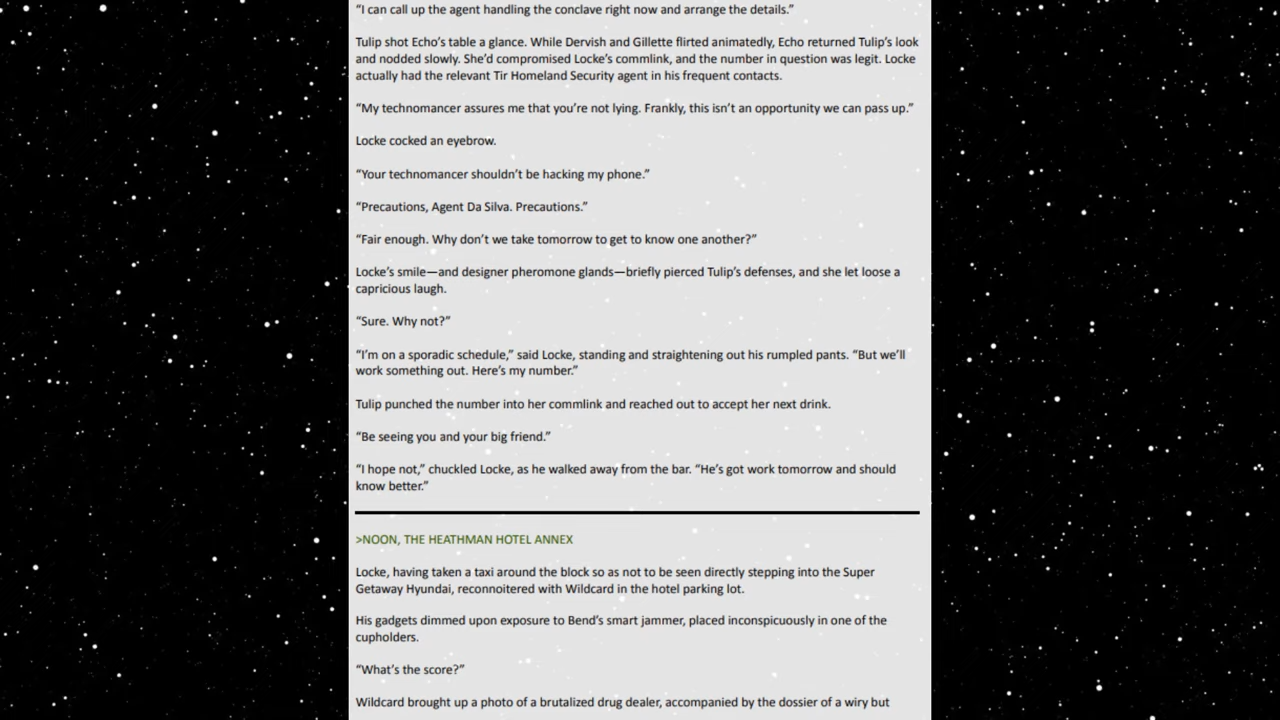 “I can call up the agent handling the conclave right now and arrange the details.”
Tulip shot Echo’s table a glance. While Dervish and Gillette flirted animatedly, Echo returned Tulip’s look
and nodded slowly. She’d compromised Locke’s commlink, and the number in question was legit. Locke
actually had the relevant Tir Homeland Security agent in his frequent contacts.
“My technomancer assures me that you’re not lying. Frankly, this isn’t an opportunity we can pass up.”
Locke cocked an eyebrow.
“Your technomancer shouldn’t be hacking my phone.”
“Precautions, Agent Da Silva. Precautions.”
“Fair enough. Why don’t we take tomorrow to get to know one another?”
Locke’s smile—and designer pheromone glands—briefly pierced Tulip’s defenses, and she let loose a
capricious laugh.
“Sure. Why not?”
“I’m on a sporadic schedule,” said Locke, standing and straightening out his rumpled pants. “But we’ll
work something out. Here’s my number.”
Tulip punched the number into her commlink and reached out to accept her next drink.
“Be seeing you and your big friend.”
“I hope not,” chuckled Locke, as he walked away from the bar. “He’s got work tomorrow and should
know better.”
>NOON, THE HEATHMAN HOTEL ANNEX
Locke, having taken a taxi around the block so as not to be seen directly stepping into the Super
Getaway Hyundai, reconnoitered with Wildcard in the hotel parking lot.
His gadgets dimmed upon exposure to Bend’s smart jammer, placed inconspicuously in one of the
cupholders.
“What’s the score?”
Wildcard brought up a photo of a brutalized drug dealer, accompanied by the dossier of a wiry but